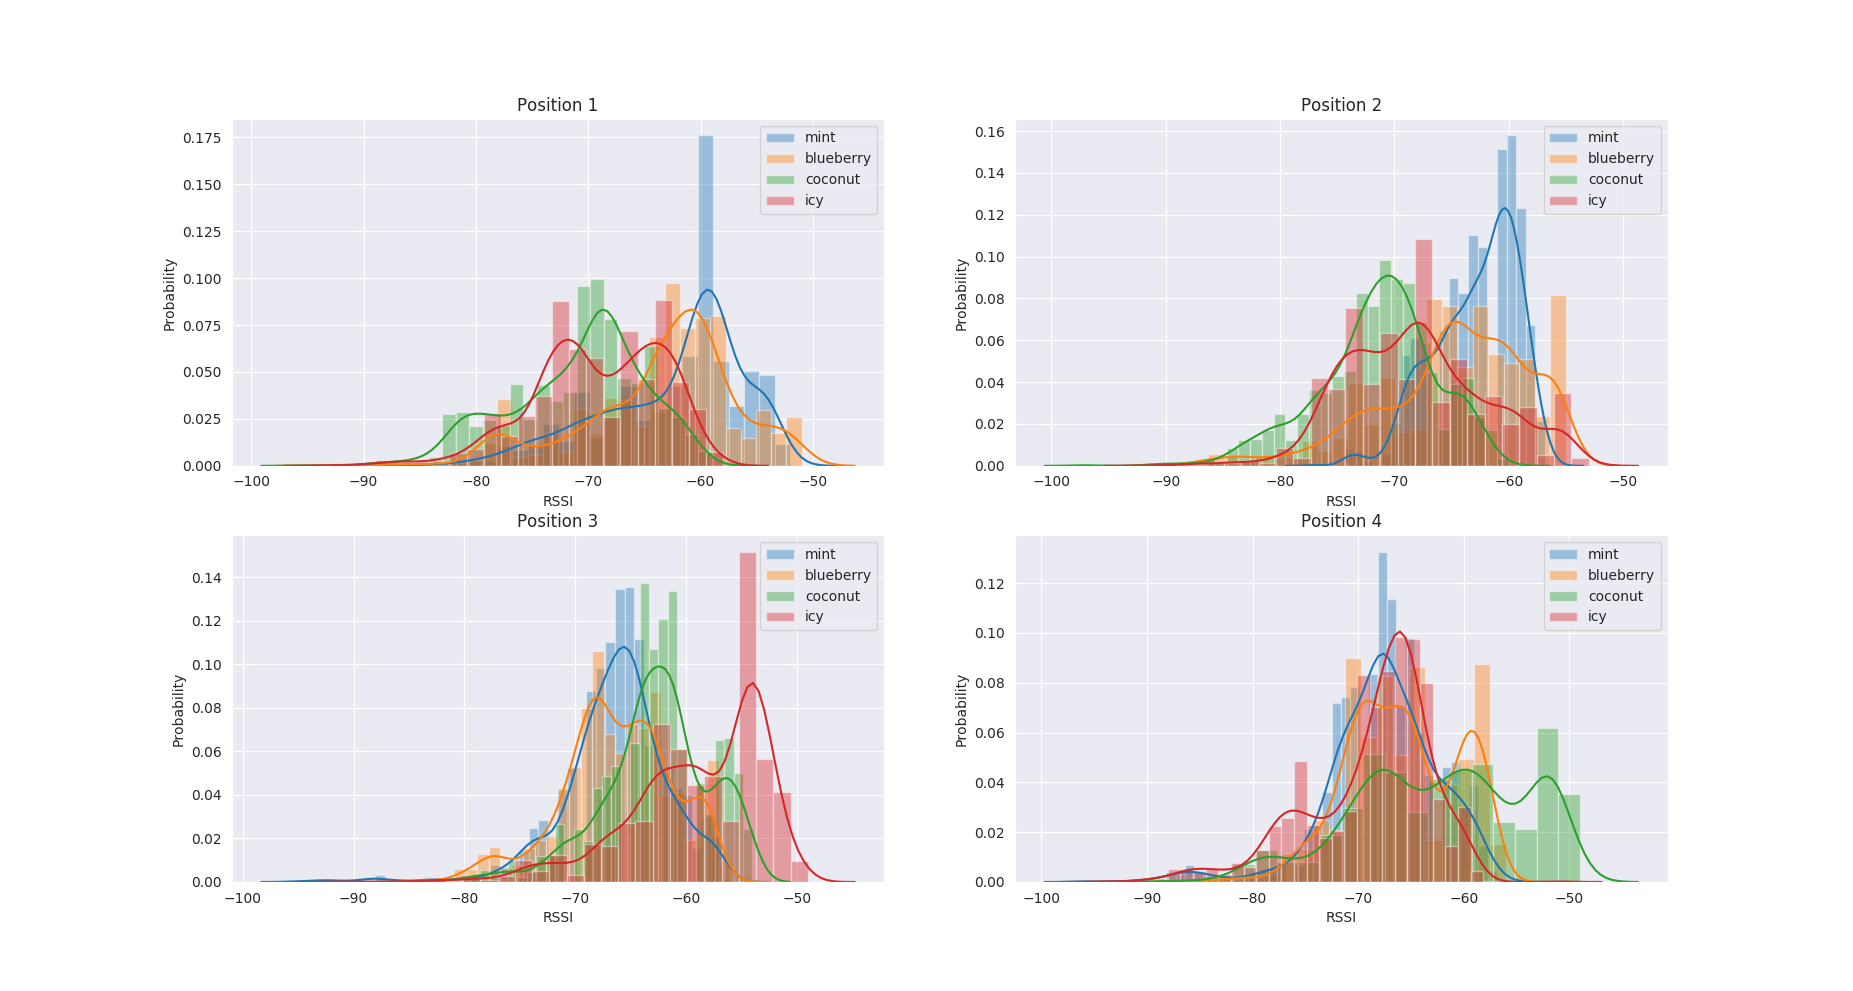 Position 1
0.175
0.150
0.125
0.100
0.075
0.050
0.025
0.000
Probability
mint
blueberry
coconut
icy
−100 −90 −80 −70 −60 −50
RSSI
Position 2
0.16
0.14
0.12
0.10
0.08
0.06
0.04
0.02
0.00
Probability
mint
blueberry
coconut
icy
−100 −90 −80 −70 −60 −50
RSSI
Position 3
0.14
0.12
0.10
0.08
0.06
0.04
0.02
0.00
Probability
mint
blueberry
coconut
icy
−100 −90 −80 −70 −60 −50
RSSI
Position 4
0.12
0.10
0.08
0.06
0.04
0.02
0.00
Probability
mint
blueberry
coconut
icy
−100 −90 −80 −70 −60 −50
RSSI